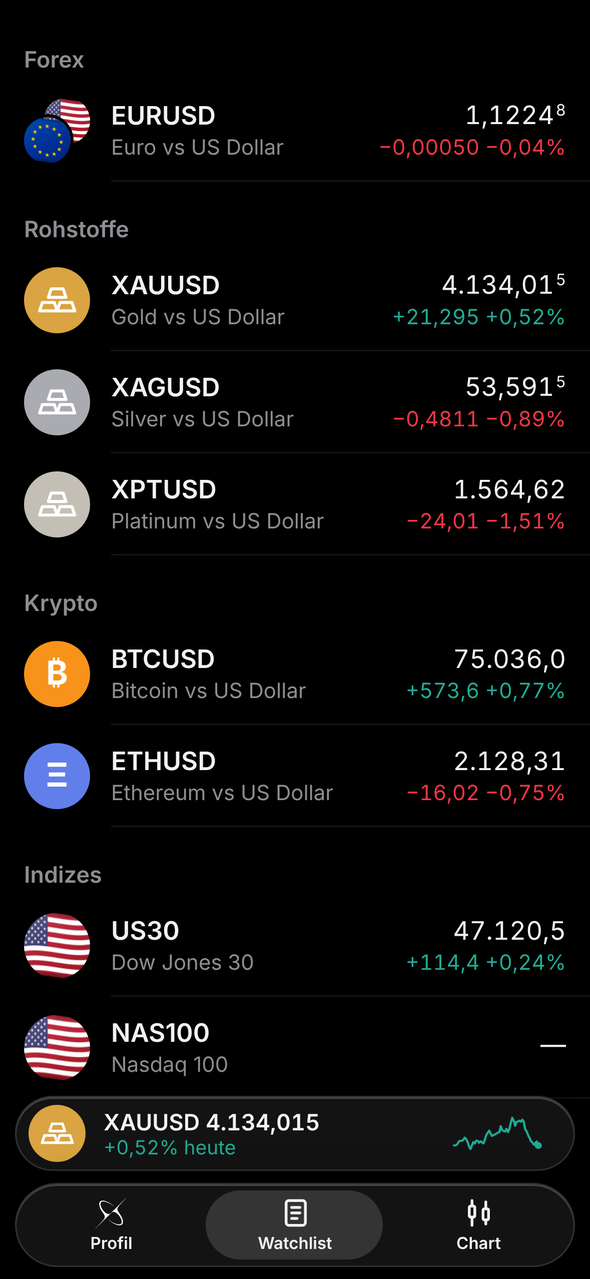 Forex
EURUSD 1,1224⁸
Euro vs US Dollar −0,00050 −0,04%
Rohstoffe
XAUUSD 4.134,01⁵
Gold vs US Dollar +21,295 +0,52%
XAGUSD 53,591⁵
Silver vs US Dollar −0,4811 −0,89%
XPTUSD 1.564,62
Platinum vs US Dollar −24,01 −1,51%
Krypto
BTCUSD 75.036,0
Bitcoin vs US Dollar +573,6 +0,77%
ETHUSD 2.128,31
Ethereum vs US Dollar −16,02 −0,75%
Indizes
US30 47.120,5
Dow Jones 30 +114,4 +0,24%
NAS100 —
Nasdaq 100
XAUUSD 4.134,015
+0,52% heute
Profil Watchlist Chart